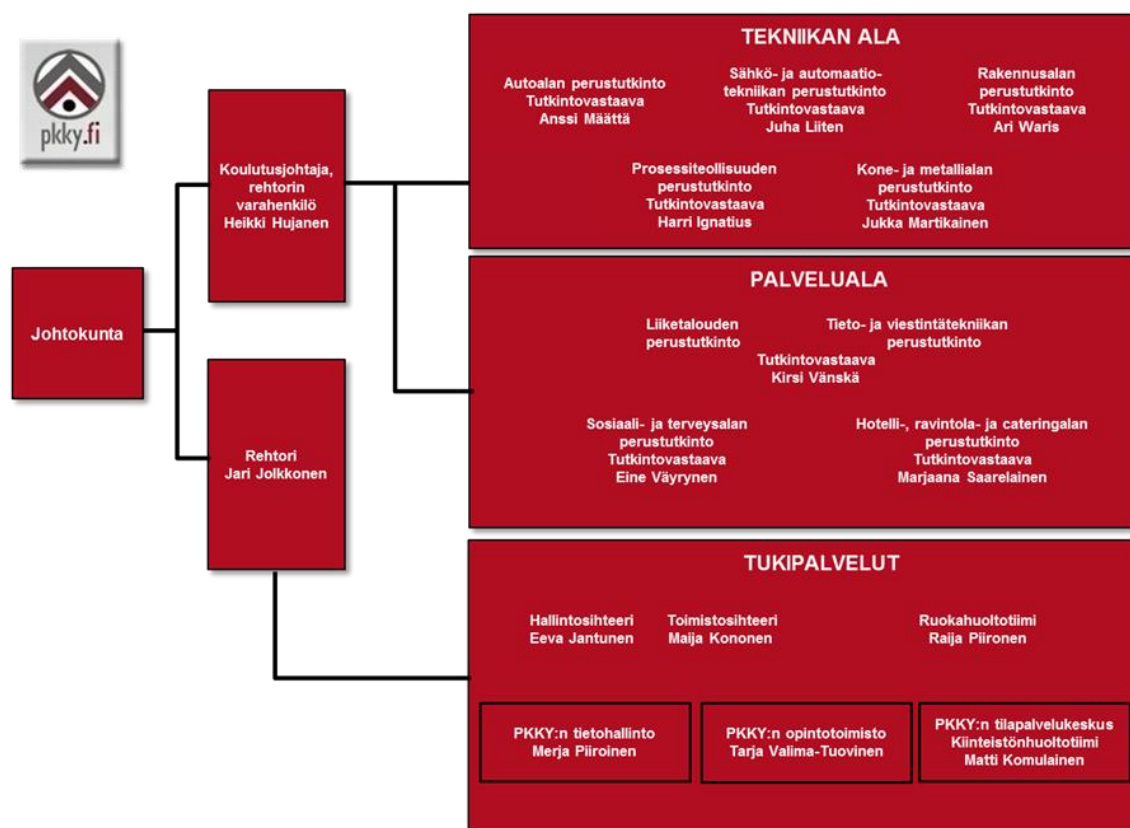 pkky.fi
Johtokunta
Koulutusjohtaja,
rehtorin
varahenkilö
Heikki Hujanen
Rehtori
Jari Jolkkonen
TEKNIIKAN ALA
Autoalan perustutkinto
Tutkintovastaava
Anssi Määttä
Sähkö- ja automaatio-
tekniikan perustutkinto
Tutkintovastaava
Juha Liiten
Rakennusalan
perustutkinto
Tutkintovastaava
Ari Waris
Prosessiteollisuuden
perustutkinto
Tutkintovastaava
Harri Ignatius
Kone- ja metallialan
perustutkinto
Tutkintovastaava
Jukka Martikainen
PALVELUALA
Liiketalouden
perustutkinto
Tieto- ja viestintätekniikan
perustutkinto
Tutkintovastaava
Kirsi Vänskä
Sosiaali- ja terveysalan
perustutkinto
Tutkintovastaava
Eine Väyrynen
Hotelli-, ravintola- ja cateringalan
perustutkinto
Tutkintovastaava
Marjaana Saarelainen
TUKIPALVELUT
Hallintosihteeri
Eeva Jantunen
Toimistosihteeri
Maija Kononen
Ruokahuoltotiimi
Raija Piironen
PKKY:n tietohallinto
Merja Piiroinen
PKKY:n opintotoimisto
Tarja Valima-Tuovinen
PKKY:n tilapalvelukeskus
Kiinteistönhuoltotiimi
Matti Komulainen